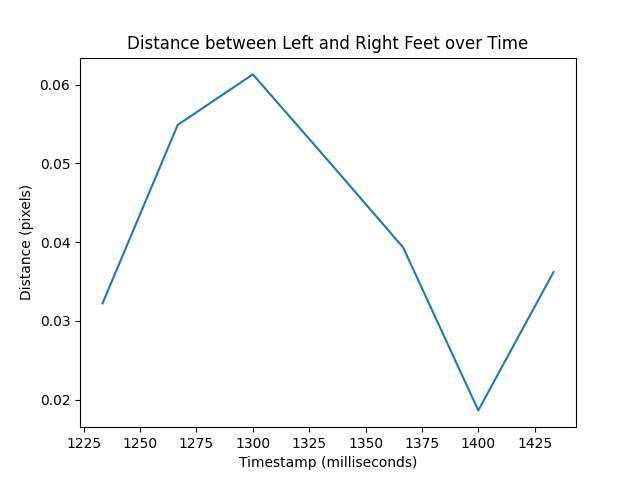 Distance between Left and Right Feet over Time
0.06
0.05
0.04
0.03
0.02
Distance (pixels)
1225 1250 1275 1300 1325 1350 1375 1400 1425
Timestamp (milliseconds)